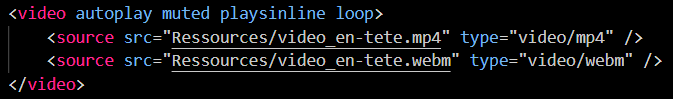 <video autoplay muted playsinline loop>
<source src="Ressources/video_en-tete.mp4" type="video/mp4" />
<source src="Ressources/video_en-tete.webm" type="video/webm" />
</video>